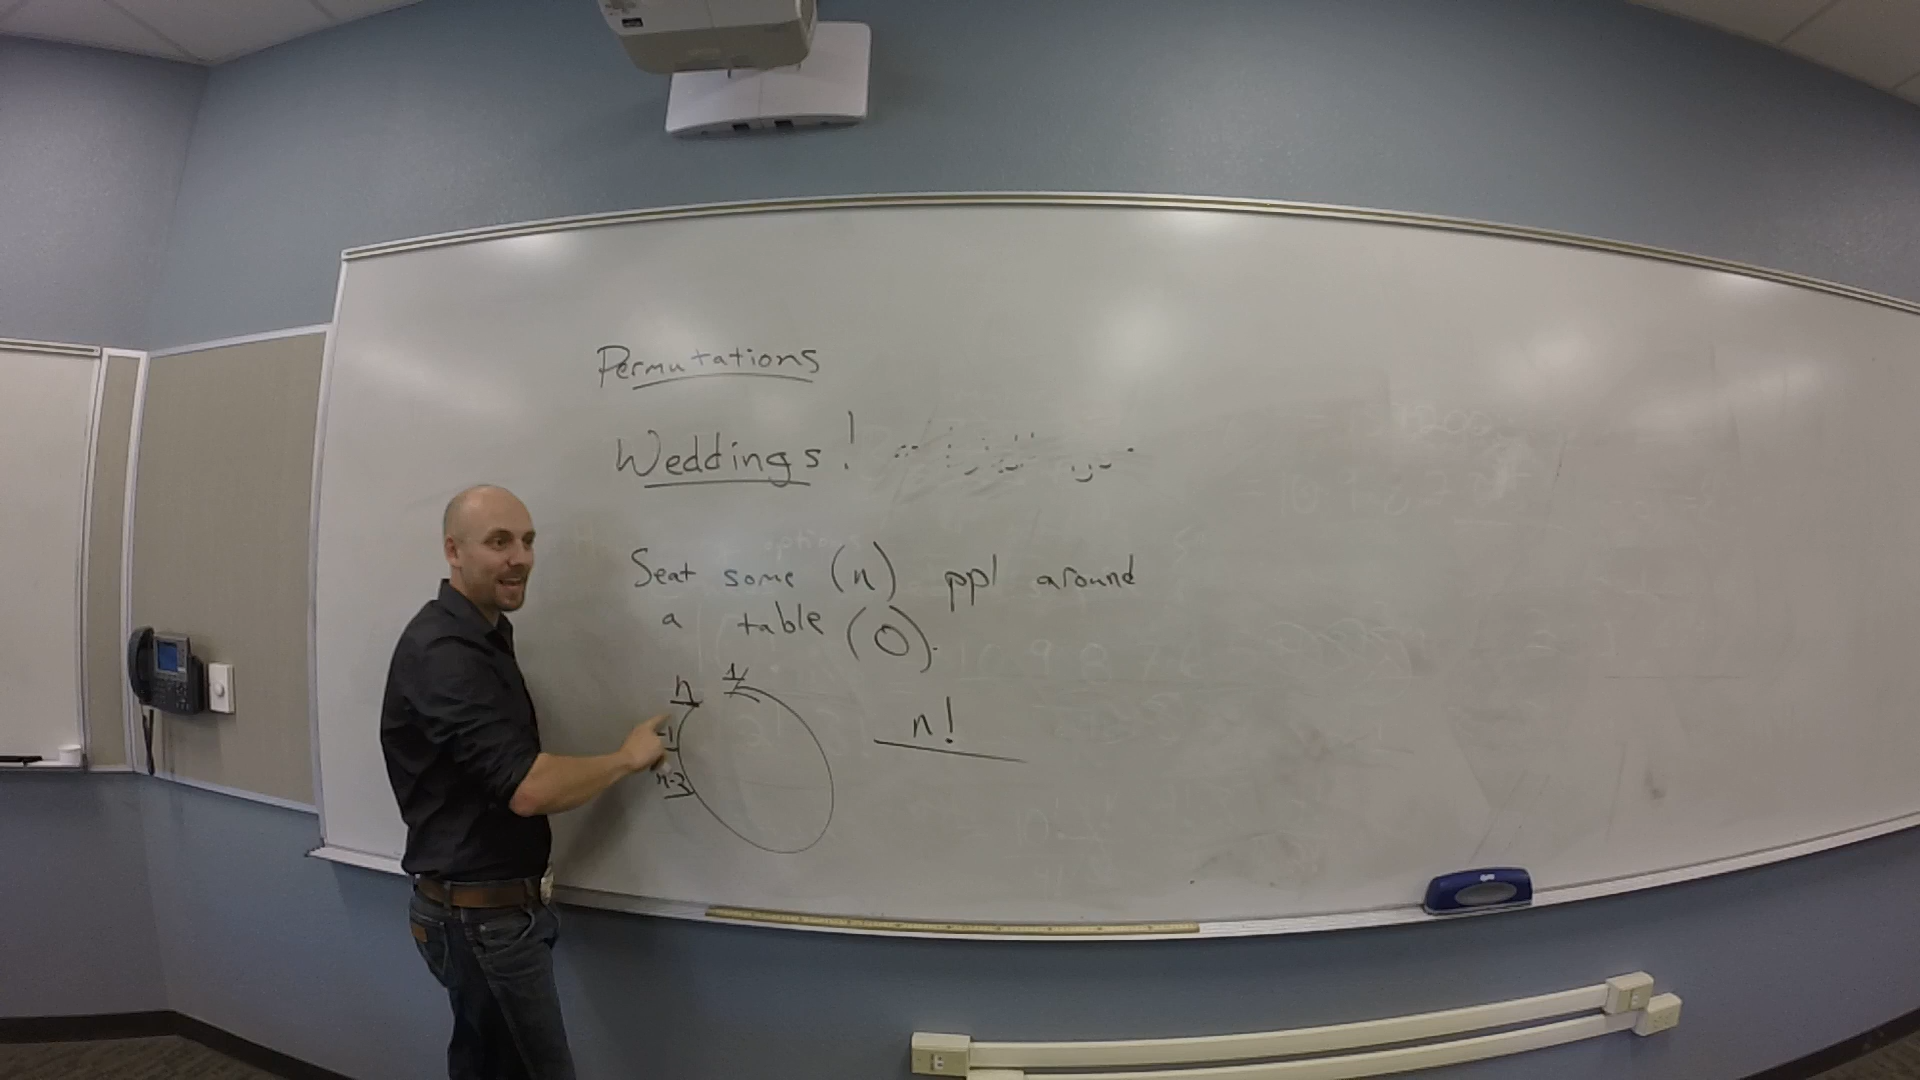 Permutations
Weddings!
Seat some (n) ppl around
a table (O).
n 1
-1
n-2
n!